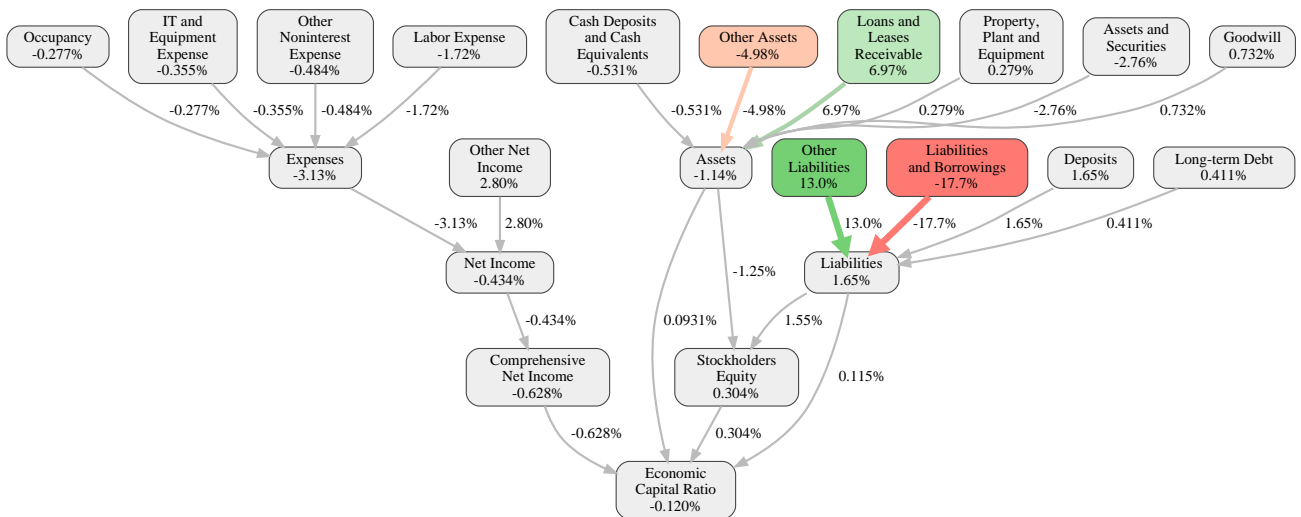 Occupancy
-0.277%
IT and
Equipment
Expense
-0.355%
Other
Noninterest
Expense
-0.484%
Labor Expense
-1.72%
Cash Deposits
and Cash
Equivalents
-0.531%
Other Assets
-4.98%
Loans and
Leases
Receivable
6.97%
Property,
Plant and
Equipment
0.279%
Assets and
Securities
-2.76%
Goodwill
0.732%
-0.277%
-0.355%
-0.484%
-1.72%
-0.531%
-4.98%
6.97%
0.279%
-2.76%
0.732%
Expenses
-3.13%
Other Net
Income
2.80%
Assets
-1.14%
Other
Liabilities
13.0%
Liabilities
and Borrowings
-17.7%
Deposits
1.65%
Long-term Debt
0.411%
-3.13%
2.80%
13.0%
-17.7%
1.65%
0.411%
Net Income
-0.434%
-1.25%
Liabilities
1.65%
-0.434%
0.0931%
1.55%
Comprehensive
Net Income
-0.628%
Stockholders
Equity
0.304%
0.115%
-0.628%
0.304%
Economic
Capital Ratio
-0.120%